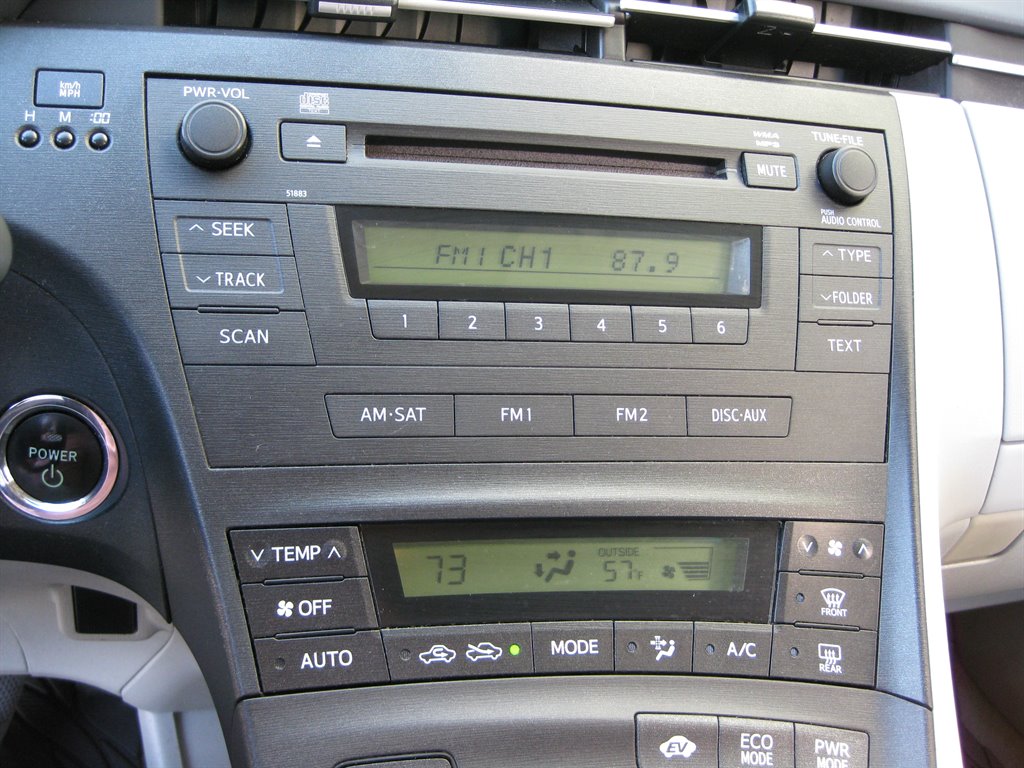 km/h
MPH
H M :00
PWR·VOL
disc
TEXT
WMA
MP3
TUNE·FILE
MUTE
51883
PUSH
AUDIO CONTROL
SEEK
TRACK
SCAN
FM1 CH1 87.9
TYPE
FOLDER
TEXT
1 2 3 4 5 6
AM·SAT FM1 FM2 DISC·AUX
POWER
TEMP
OFF
AUTO
73 OUTSIDE
57°F
FRONT
MODE A/C
REAR
EV
ECO
MODE
PWR
MODE